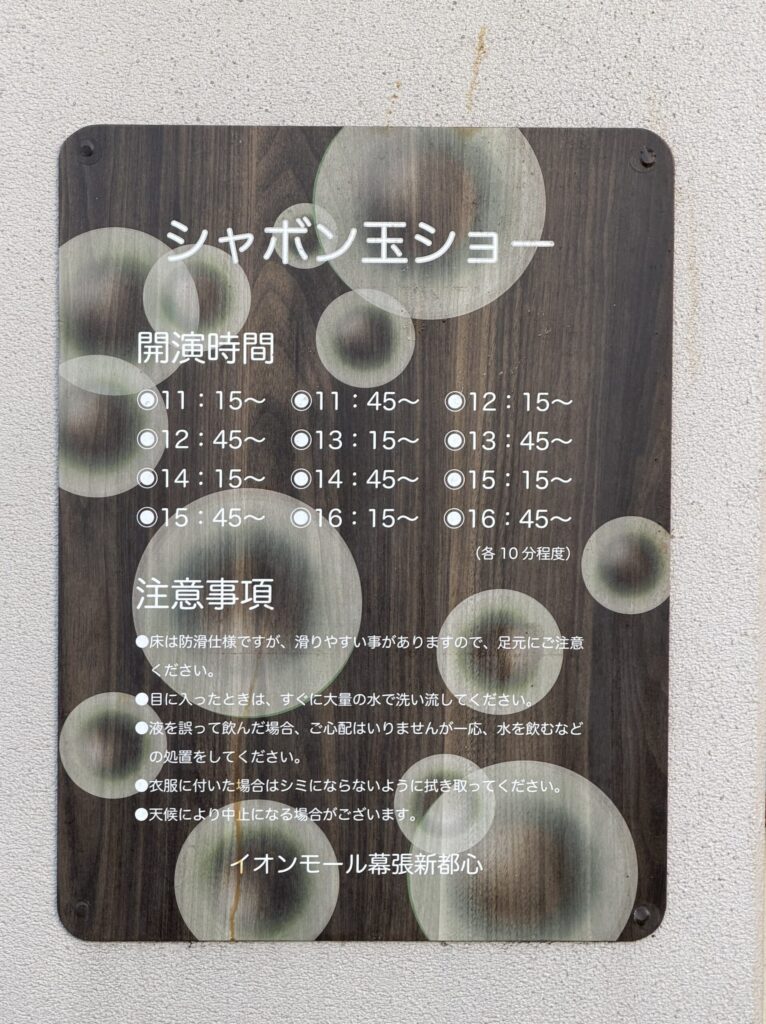 シャボン玉ショー
開演時間
◉11：15～ ◉11：45～ ◉12：15～
◉12：45～ ◉13：15～ ◉13：45～
◉14：15～ ◉14：45～ ◉15：15～
◉15：45～ ◉16：15～ ◉16：45～
（各10分程度）
注意事項
●床は防滑仕様ですが、滑りやすい事がありますので、足元にご注意
ください。
●目に入ったときは、すぐに大量の水で洗い流してください。
●液を誤って飲んだ場合、ご心配はいりませんが一応、水を飲むなど
の処置をしてください。
●衣服に付いた場合はシミにならないように拭き取ってください。
●天候により中止になる場合がございます。
イオンモール幕張新都心